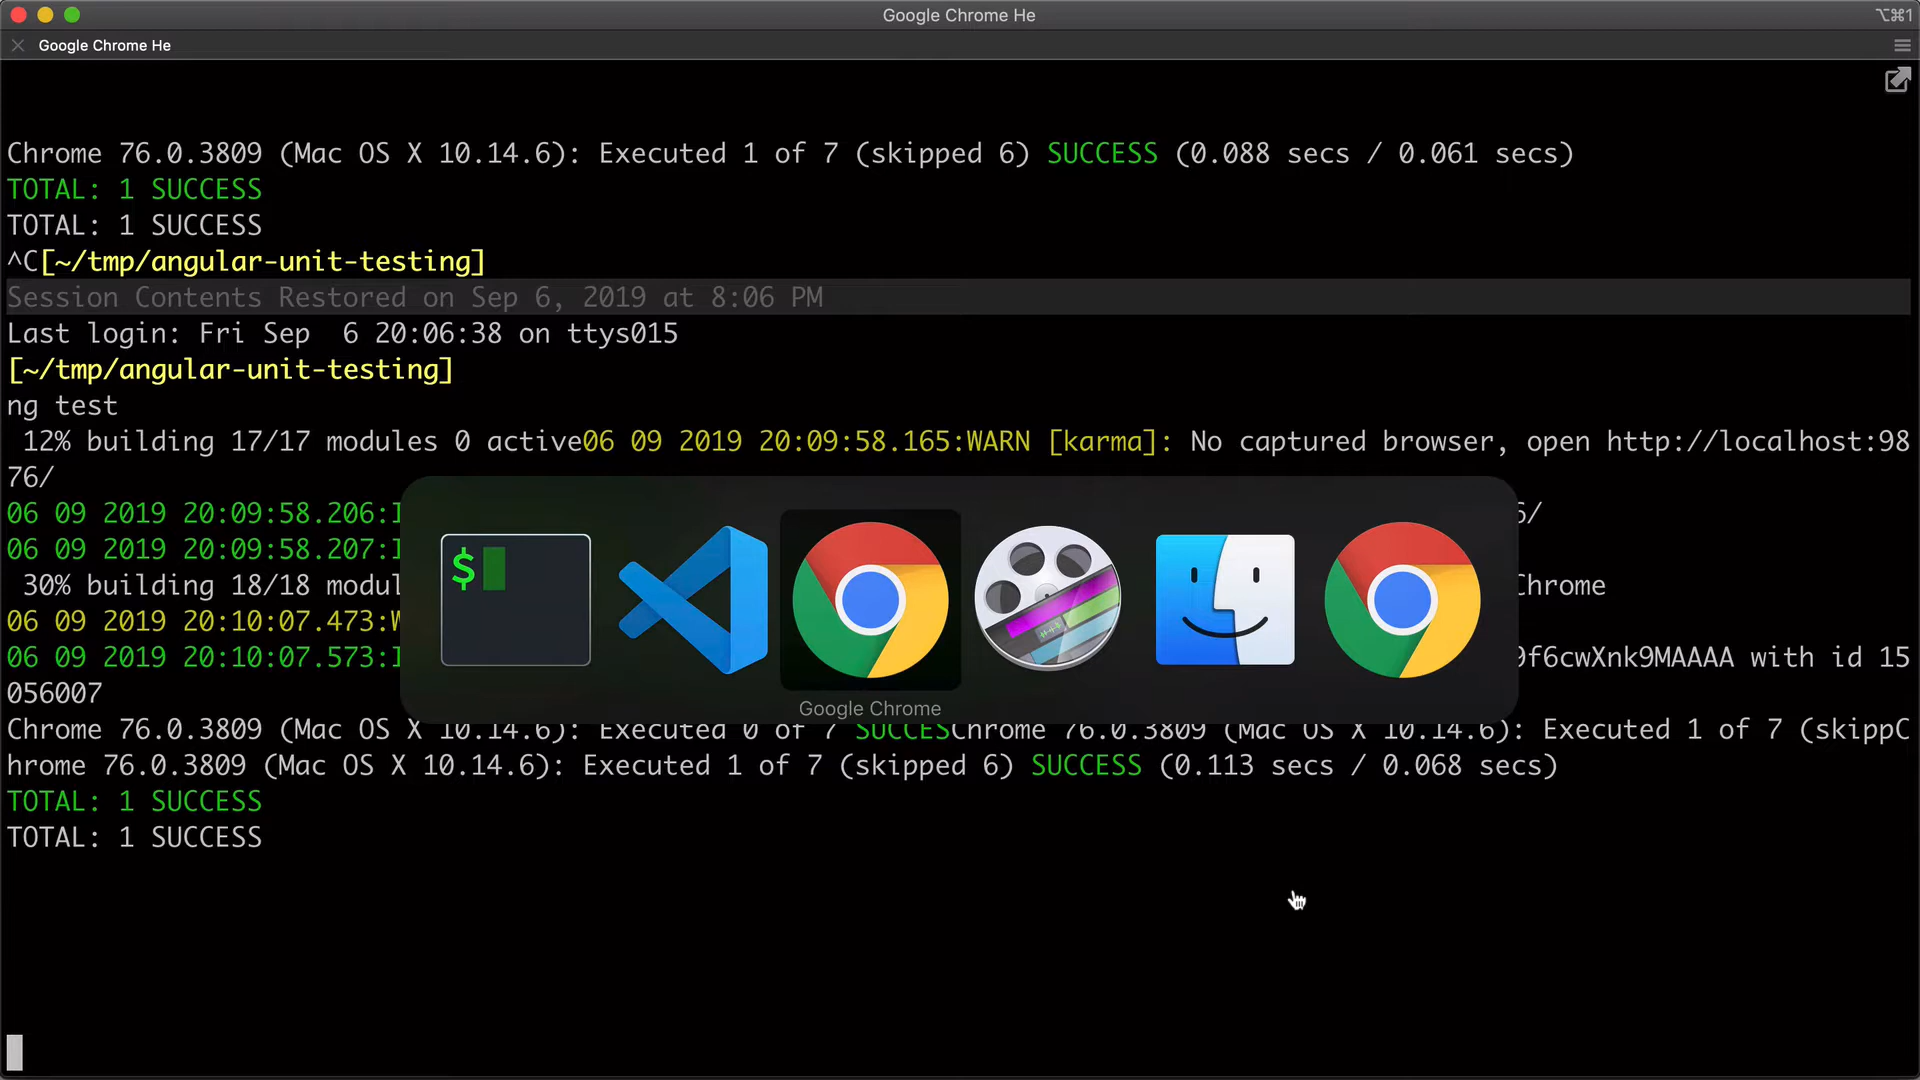 Google Chrome He
⌥⌘1
Google Chrome He
Chrome 76.0.3809 (Mac OS X 10.14.6): Executed 1 of 7 (skipped 6) SUCCESS (0.088 secs / 0.061 secs)
TOTAL: 1 SUCCESS
TOTAL: 1 SUCCESS
^C[~/tmp/angular-unit-testing]
Session Contents Restored on Sep 6, 2019 at 8:06 PM
Last login: Fri Sep  6 20:06:38 on ttys015
[~/tmp/angular-unit-testing]
ng test
12% building 17/17 modules 0 active06 09 2019 20:09:58.165:WARN [karma]: No captured browser, open http://localhost:98
76/
06 09 2019 20:09:58.206: 6/
06 09 2019 20:09:58.207:
30% building 18/18 modul Chrome
06 09 2019 20:10:07.473:W
06 09 2019 20:10:07.573: 9f6cwXnk9MAAAA with id 15
056007
$
Google Chrome
Chrome 76.0.3809 (Mac OS X 10.14.6): Executed 0 of 7 SUCCESChrome 76.0.3809 (Mac OS X 10.14.6): Executed 1 of 7 (skippC
hrome 76.0.3809 (Mac OS X 10.14.6): Executed 1 of 7 (skipped 6) SUCCESS (0.113 secs / 0.068 secs)
TOTAL: 1 SUCCESS
TOTAL: 1 SUCCESS